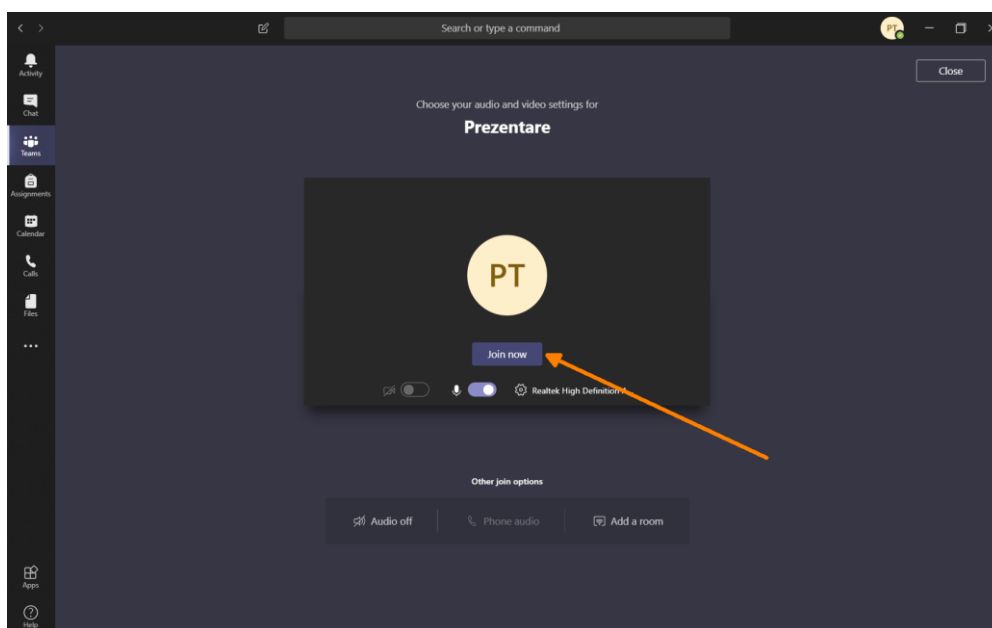 Search or type a command
PT
Activity
Chat
Teams
Assignments
Calendar
Calls
Files
Apps
Help
Close
Choose your audio and video settings for
Prezentare
PT
Join now
Realtek High Definition A...
Other join options
Audio off
Phone audio
Add a room